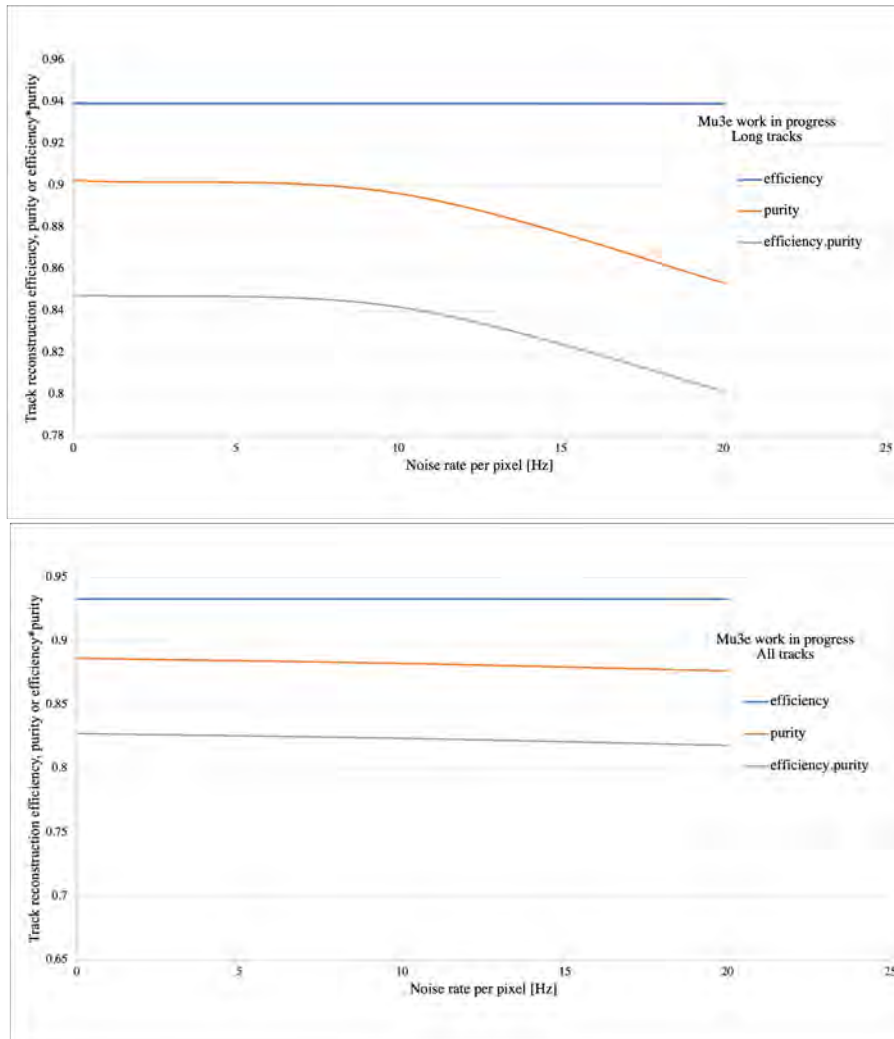 Track reconstruction efficiency, purity or efficiency*purity
0.96
0.94
0.92
0.9
0.88
0.86
0.84
0.82
0.8
0.78
Mu3e work in progress
Long tracks
efficiency
purity
efficiency.purity
0 5 10 15 20 25
Noise rate per pixel [Hz]
Track reconstruction efficiency, purity or efficiency*purity
0.95
0.9
0.85
0.8
0.75
0.7
0.65
Mu3e work in progress
All tracks
efficiency
purity
efficiency.purity
0 5 10 15 20 25
Noise rate per pixel [Hz]